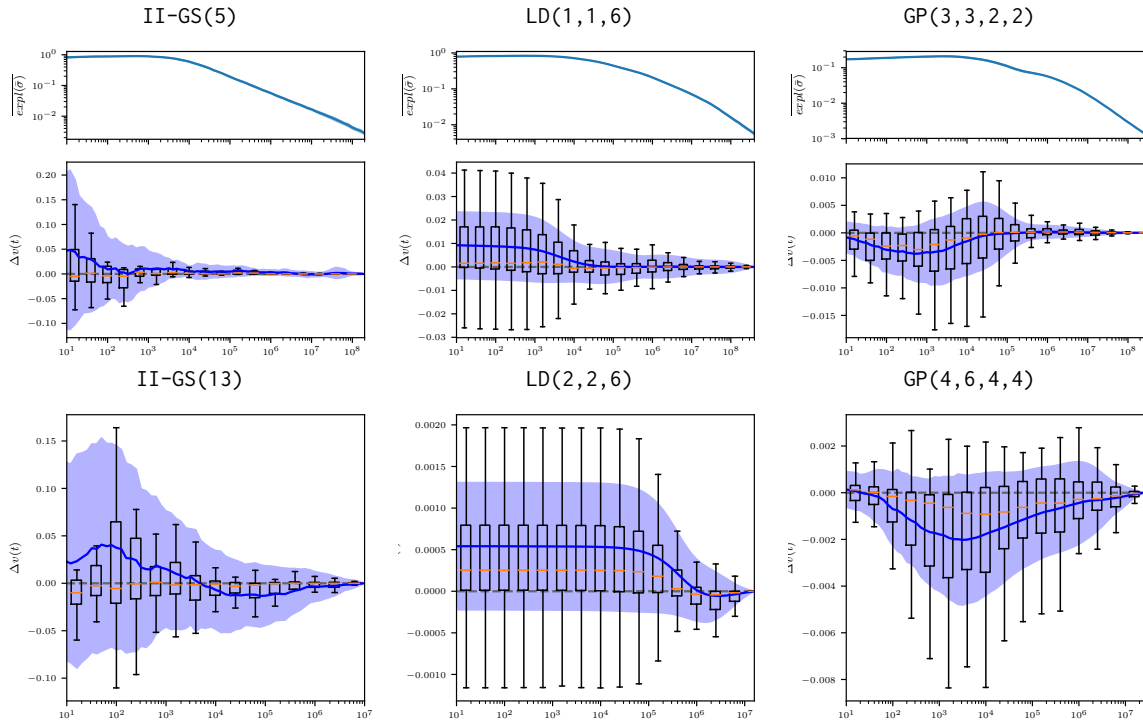 II-GS(5)
LD(1,1,6)
GP(3,3,2,2)
expl(σ̄)
10⁰
10⁻¹
10⁻²
expl(σ̄)
10⁰
10⁻¹
10⁻²
10⁻³
10⁻⁴
expl(σ̄)
10⁻¹
10⁻²
10⁻³
Δv(t)
0.20
0.15
0.10
0.05
0.00
−0.05
−0.10
10¹ 10² 10³ 10⁴ 10⁵ 10⁶ 10⁷ 10⁸
Δv(t)
0.04
0.03
0.02
0.01
0.00
−0.01
−0.02
−0.03
10¹ 10² 10³ 10⁴ 10⁵ 10⁶ 10⁷ 10⁸
Δv(t)
0.010
0.005
0.000
−0.005
−0.010
−0.015
10¹ 10² 10³ 10⁴ 10⁵ 10⁶ 10⁷ 10⁸
II-GS(13)
LD(2,2,6)
GP(4,6,4,4)
Δv(t)
0.15
0.10
0.05
0.00
−0.05
−0.10
10¹ 10² 10³ 10⁴ 10⁵ 10⁶ 10⁷
0.0020
0.0015
0.0010
0.0005
0.0000
−0.0005
−0.0010
10¹ 10² 10³ 10⁴ 10⁵ 10⁶ 10⁷
Δv(t)
0.002
0.000
−0.002
−0.004
−0.006
−0.008
10¹ 10² 10³ 10⁴ 10⁵ 10⁶ 10⁷